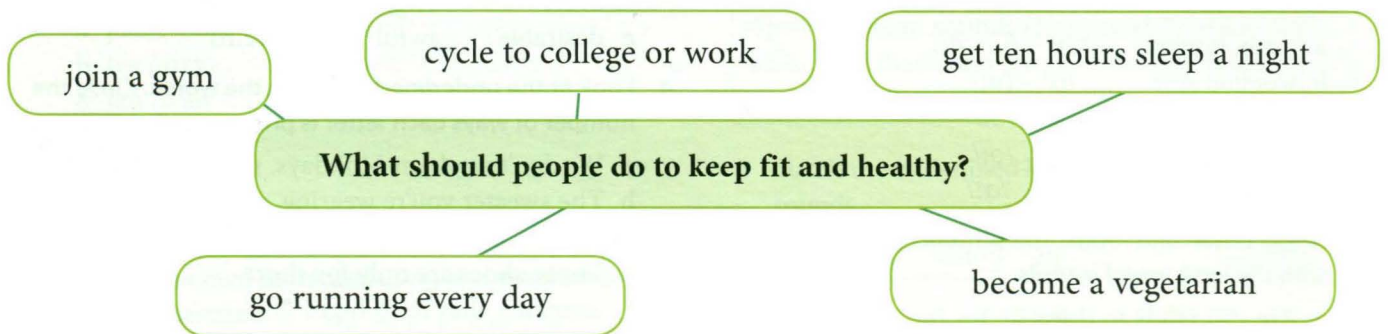 join a gym
cycle to college or work
get ten hours sleep a night
What should people do to keep fit and healthy?
go running every day
become a vegetarian